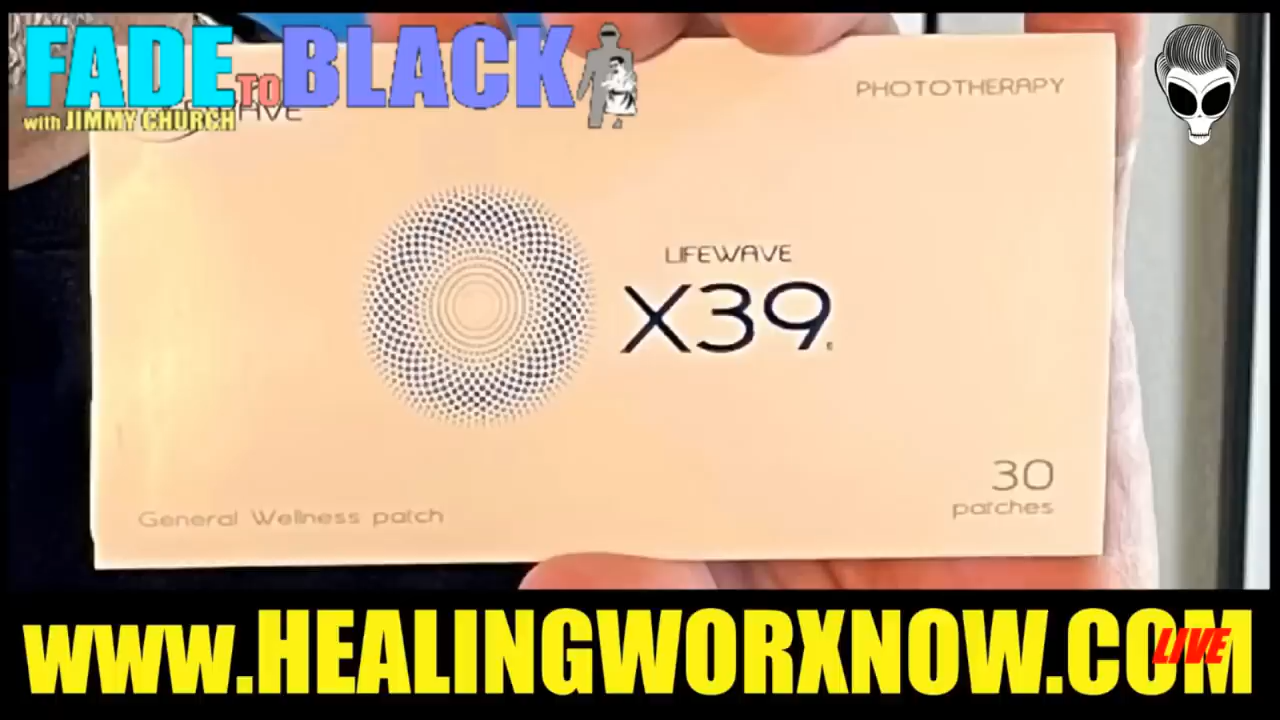 FADE TO BLACK
with JIMMY CHURCH
PHOTOTHERAPY
LIFEWAVE
X39
30
patches
General Wellness patch
www.HEALINGWORXNOW.COM
LIVE